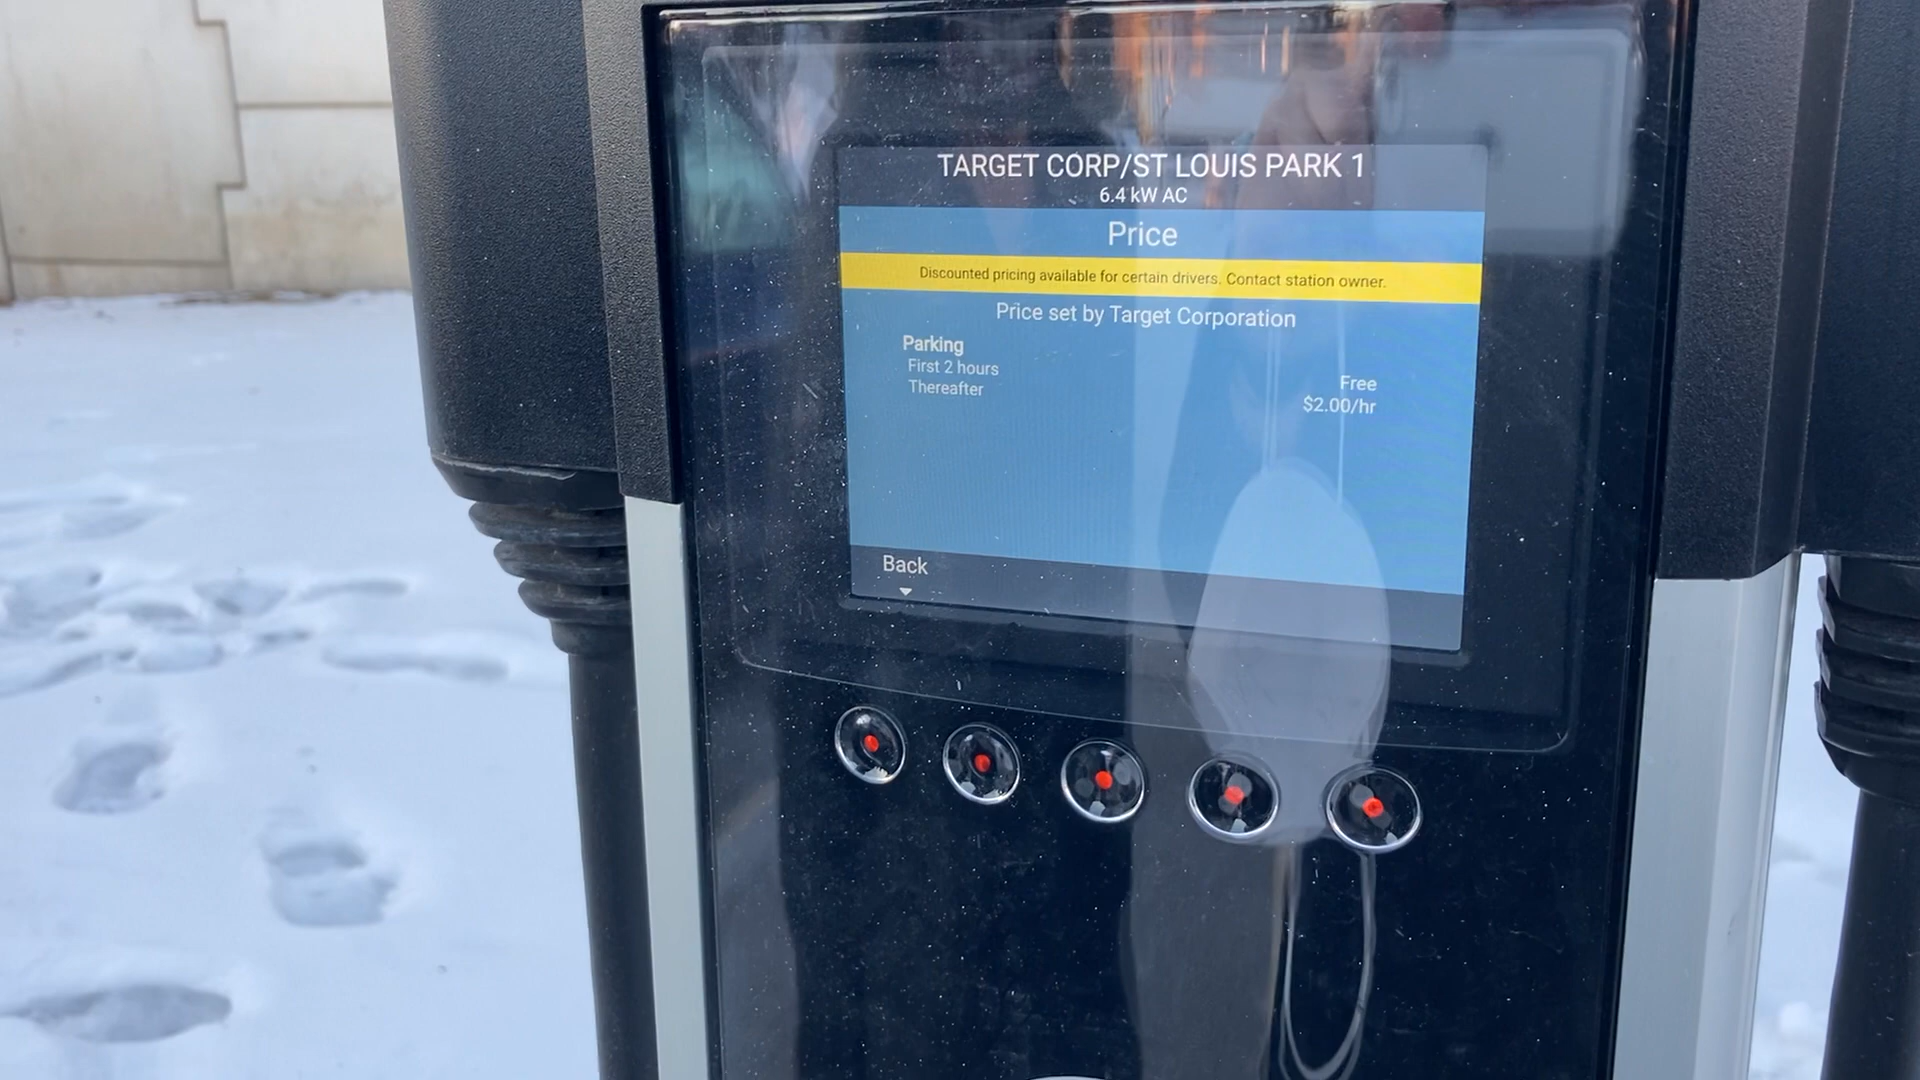 TARGET CORP/ST LOUIS PARK 1
6.4 kW AC
Price
Discounted pricing available for certain drivers. Contact station owner.
Price set by Target Corporation
Parking
First 2 hours Free
Thereafter $2.00/hr
Back